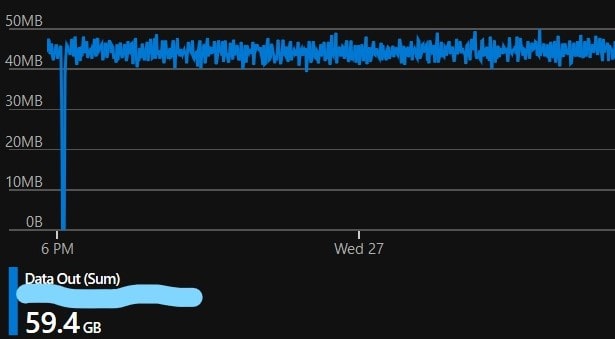 50MB
40MB
30MB
20MB
10MB
0B
6 PM Wed 27
Data Out (Sum)
59.4 GB